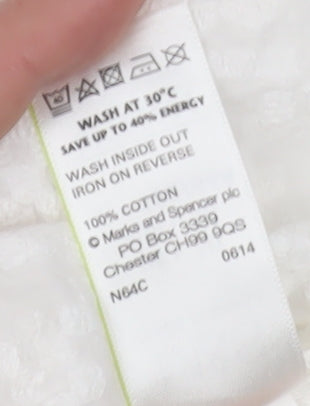 40
WASH AT 30°C
SAVE UP TO 40% ENERGY
WASH INSIDE OUT
IRON ON REVERSE
100% COTTON
© Marks and Spencer plc
PO Box 3339
Chester CH99 9QS
0614
N64C